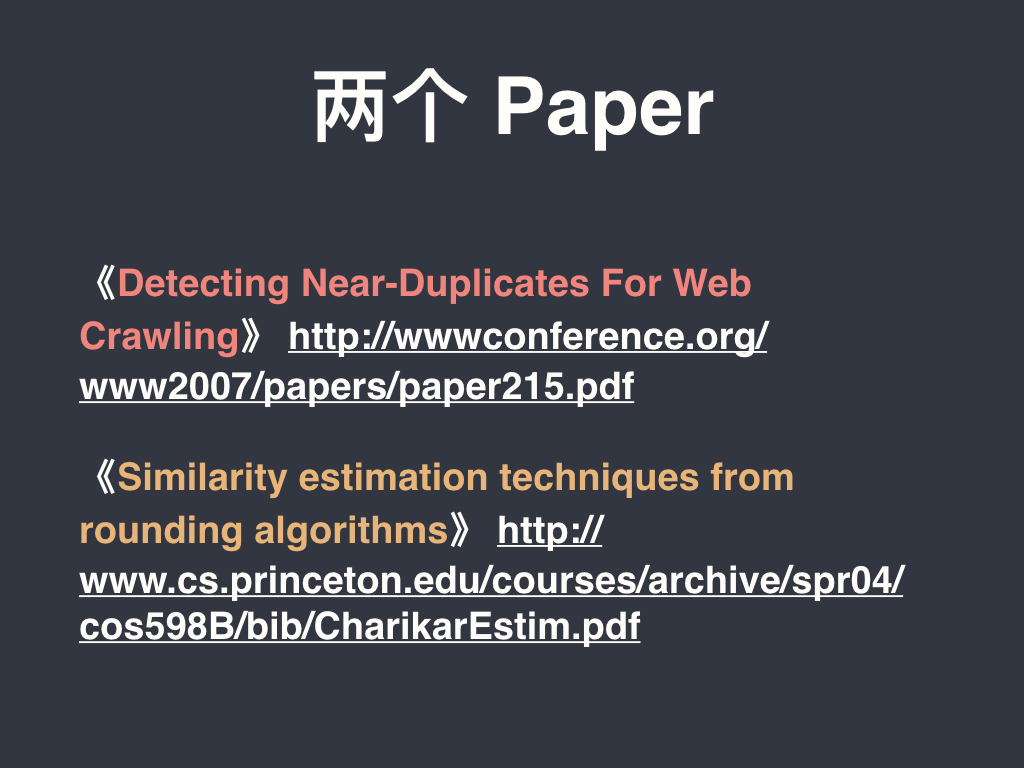 两个 Paper
《Detecting Near-Duplicates For Web
Crawling》 http://wwwconference.org/
www2007/papers/paper215.pdf
《Similarity estimation techniques from
rounding algorithms》 http://
www.cs.princeton.edu/courses/archive/spr04/
cos598B/bib/CharikarEstim.pdf